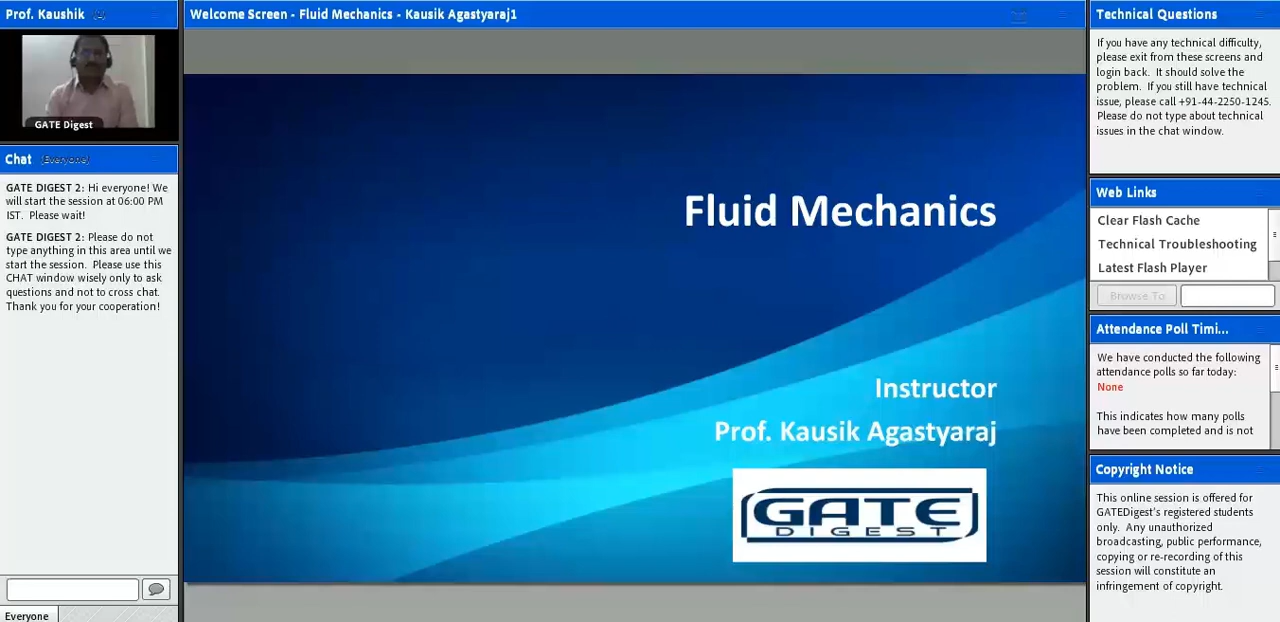 Prof. Kaushik (1)
GATE Digest
Chat (Everyone)
GATE DIGEST 2: Hi everyone! We
will start the session at 06:00 PM
IST.  Please wait!
GATE DIGEST 2: Please do not
type anything in this area until we
start the session.  Please use this
CHAT window wisely only to ask
questions and not to cross chat.
Thank you for your cooperation!
Everyone
Welcome Screen - Fluid Mechanics - Kausik Agastyaraj1
Fluid Mechanics
Instructor
Prof. Kausik Agastyaraj
GATE
DIGEST
Technical Questions
If you have any technical difficulty,
please exit from these screens and
login back.  It should solve the
problem.  If you still have technical
issue, please call +91-44-2250-1245.
Please do not type about technical
issues in the chat window.
Web Links
Clear Flash Cache
Technical Troubleshooting
Latest Flash Player
Browse To
Attendance Poll Timi...
We have conducted the following
attendance polls so far today:
None
This indicates how many polls
have been completed and is not
Copyright Notice
This online session is offered for
GATEDigest's registered students
only.  Any unauthorized
broadcasting, public performance,
copying or re-recording of this
session will constitute an
infringement of copyright.